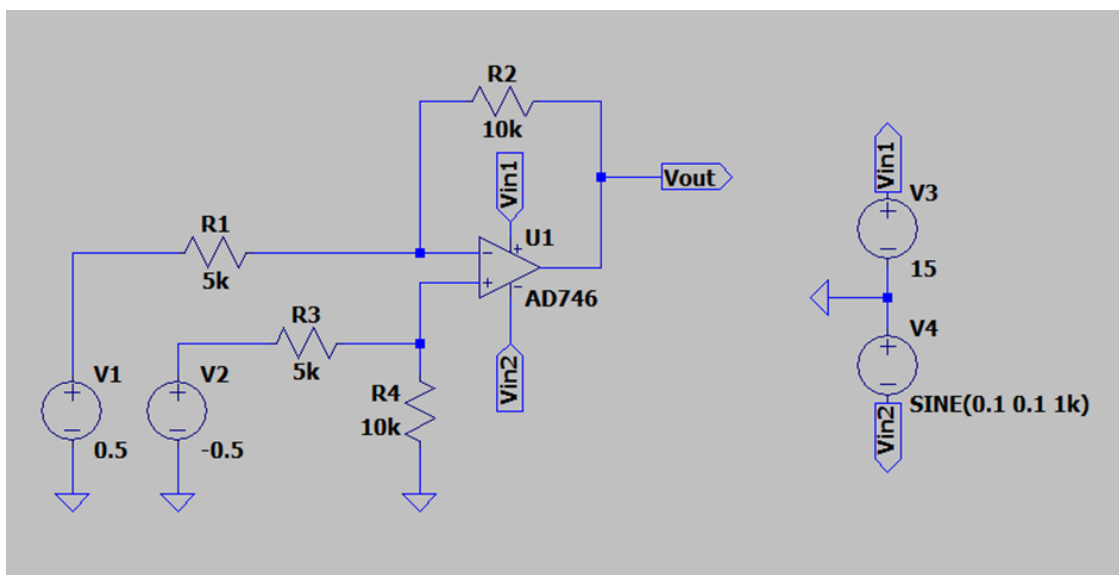 R2
10k
Vin1
Vout
R1
5k
U1
AD746
R3
5k
Vin2
R4
10k
V1
0.5
V2
-0.5
Vin1
V3
15
V4
SINE(0.1 0.1 1k)
Vin2